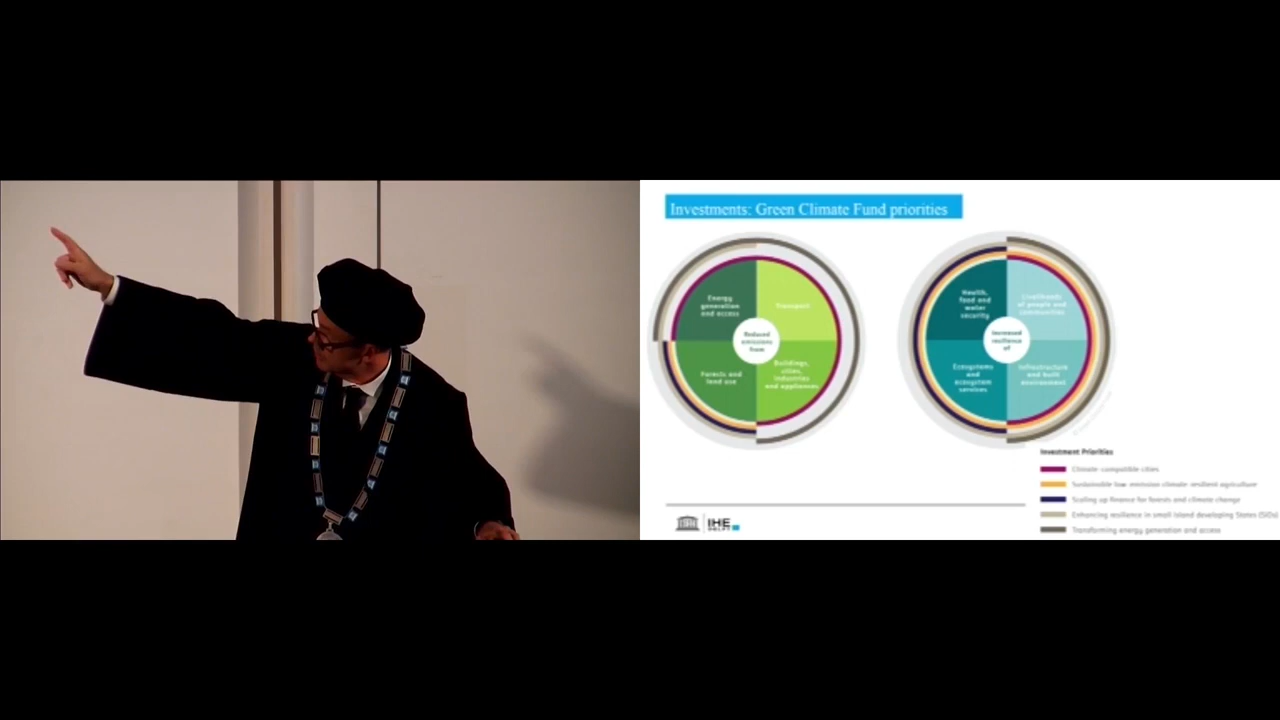 Investments: Green Climate Fund priorities
Energy
generation
and access
Transport
Reduced
emissions
from
Forests and
land use
Buildings,
cities,
industries
and appliances
Health,
food and
water
security
Livelihoods
of people and
communities
Increased
resilience
of
Ecosystems
and
ecosystem
services
Infrastructure
and built
environment
Investment Priorities
Climate-compatible cities
Sustainable low-emission climate-resilient agriculture
Scaling up finance for forests and climate change
Enhancing resilience in small island developing States (SIDS)
Transforming energy generation and access
IHE
DELFT